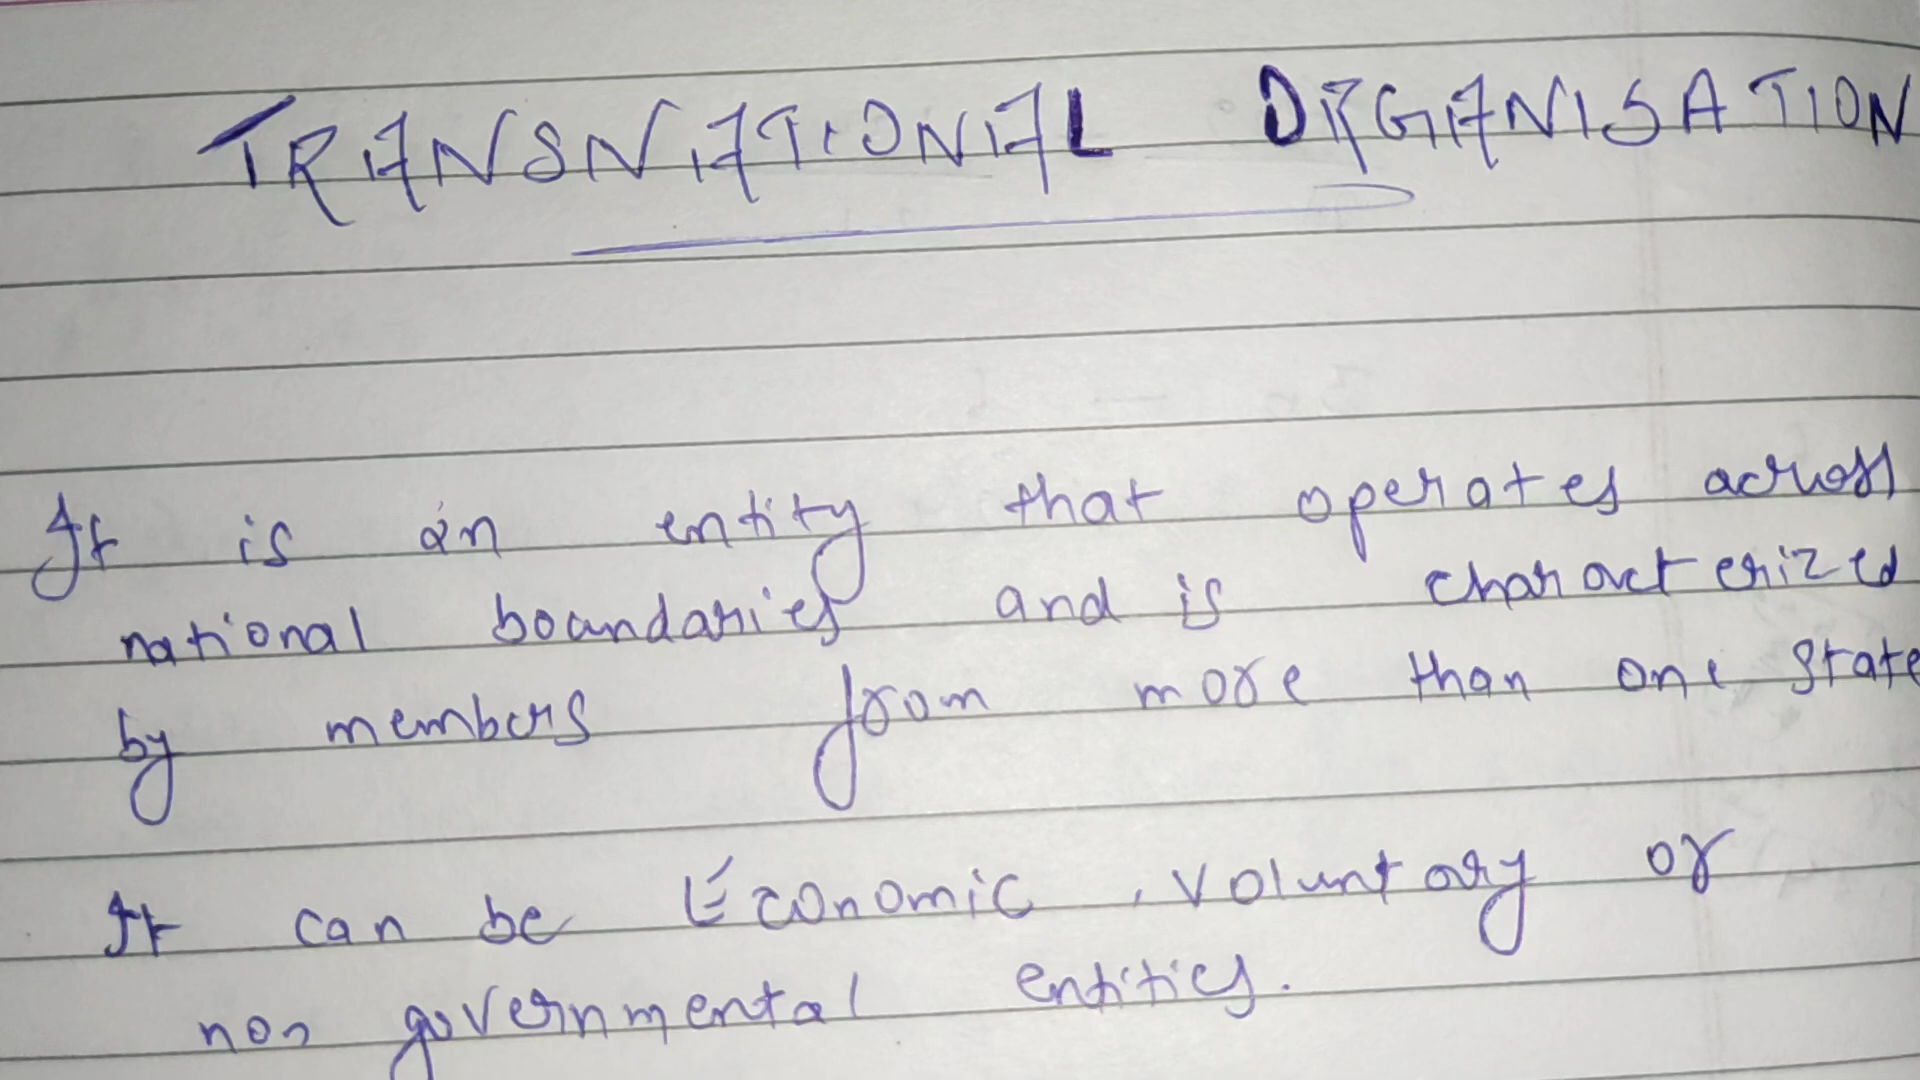 TRANSNATIONAL ORGANISATION
It is an entity that operates across
national boundaries and is characterized
by members from more than one state
It can be Economic, voluntary or
non governmental entities.